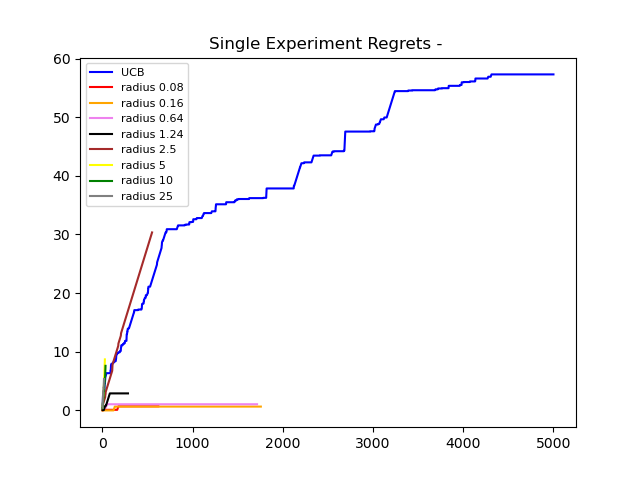 Single Experiment Regrets -
UCB
radius 0.08
radius 0.16
radius 0.64
radius 1.24
radius 2.5
radius 5
radius 10
radius 25
60
50
40
30
20
10
0
0 1000 2000 3000 4000 5000